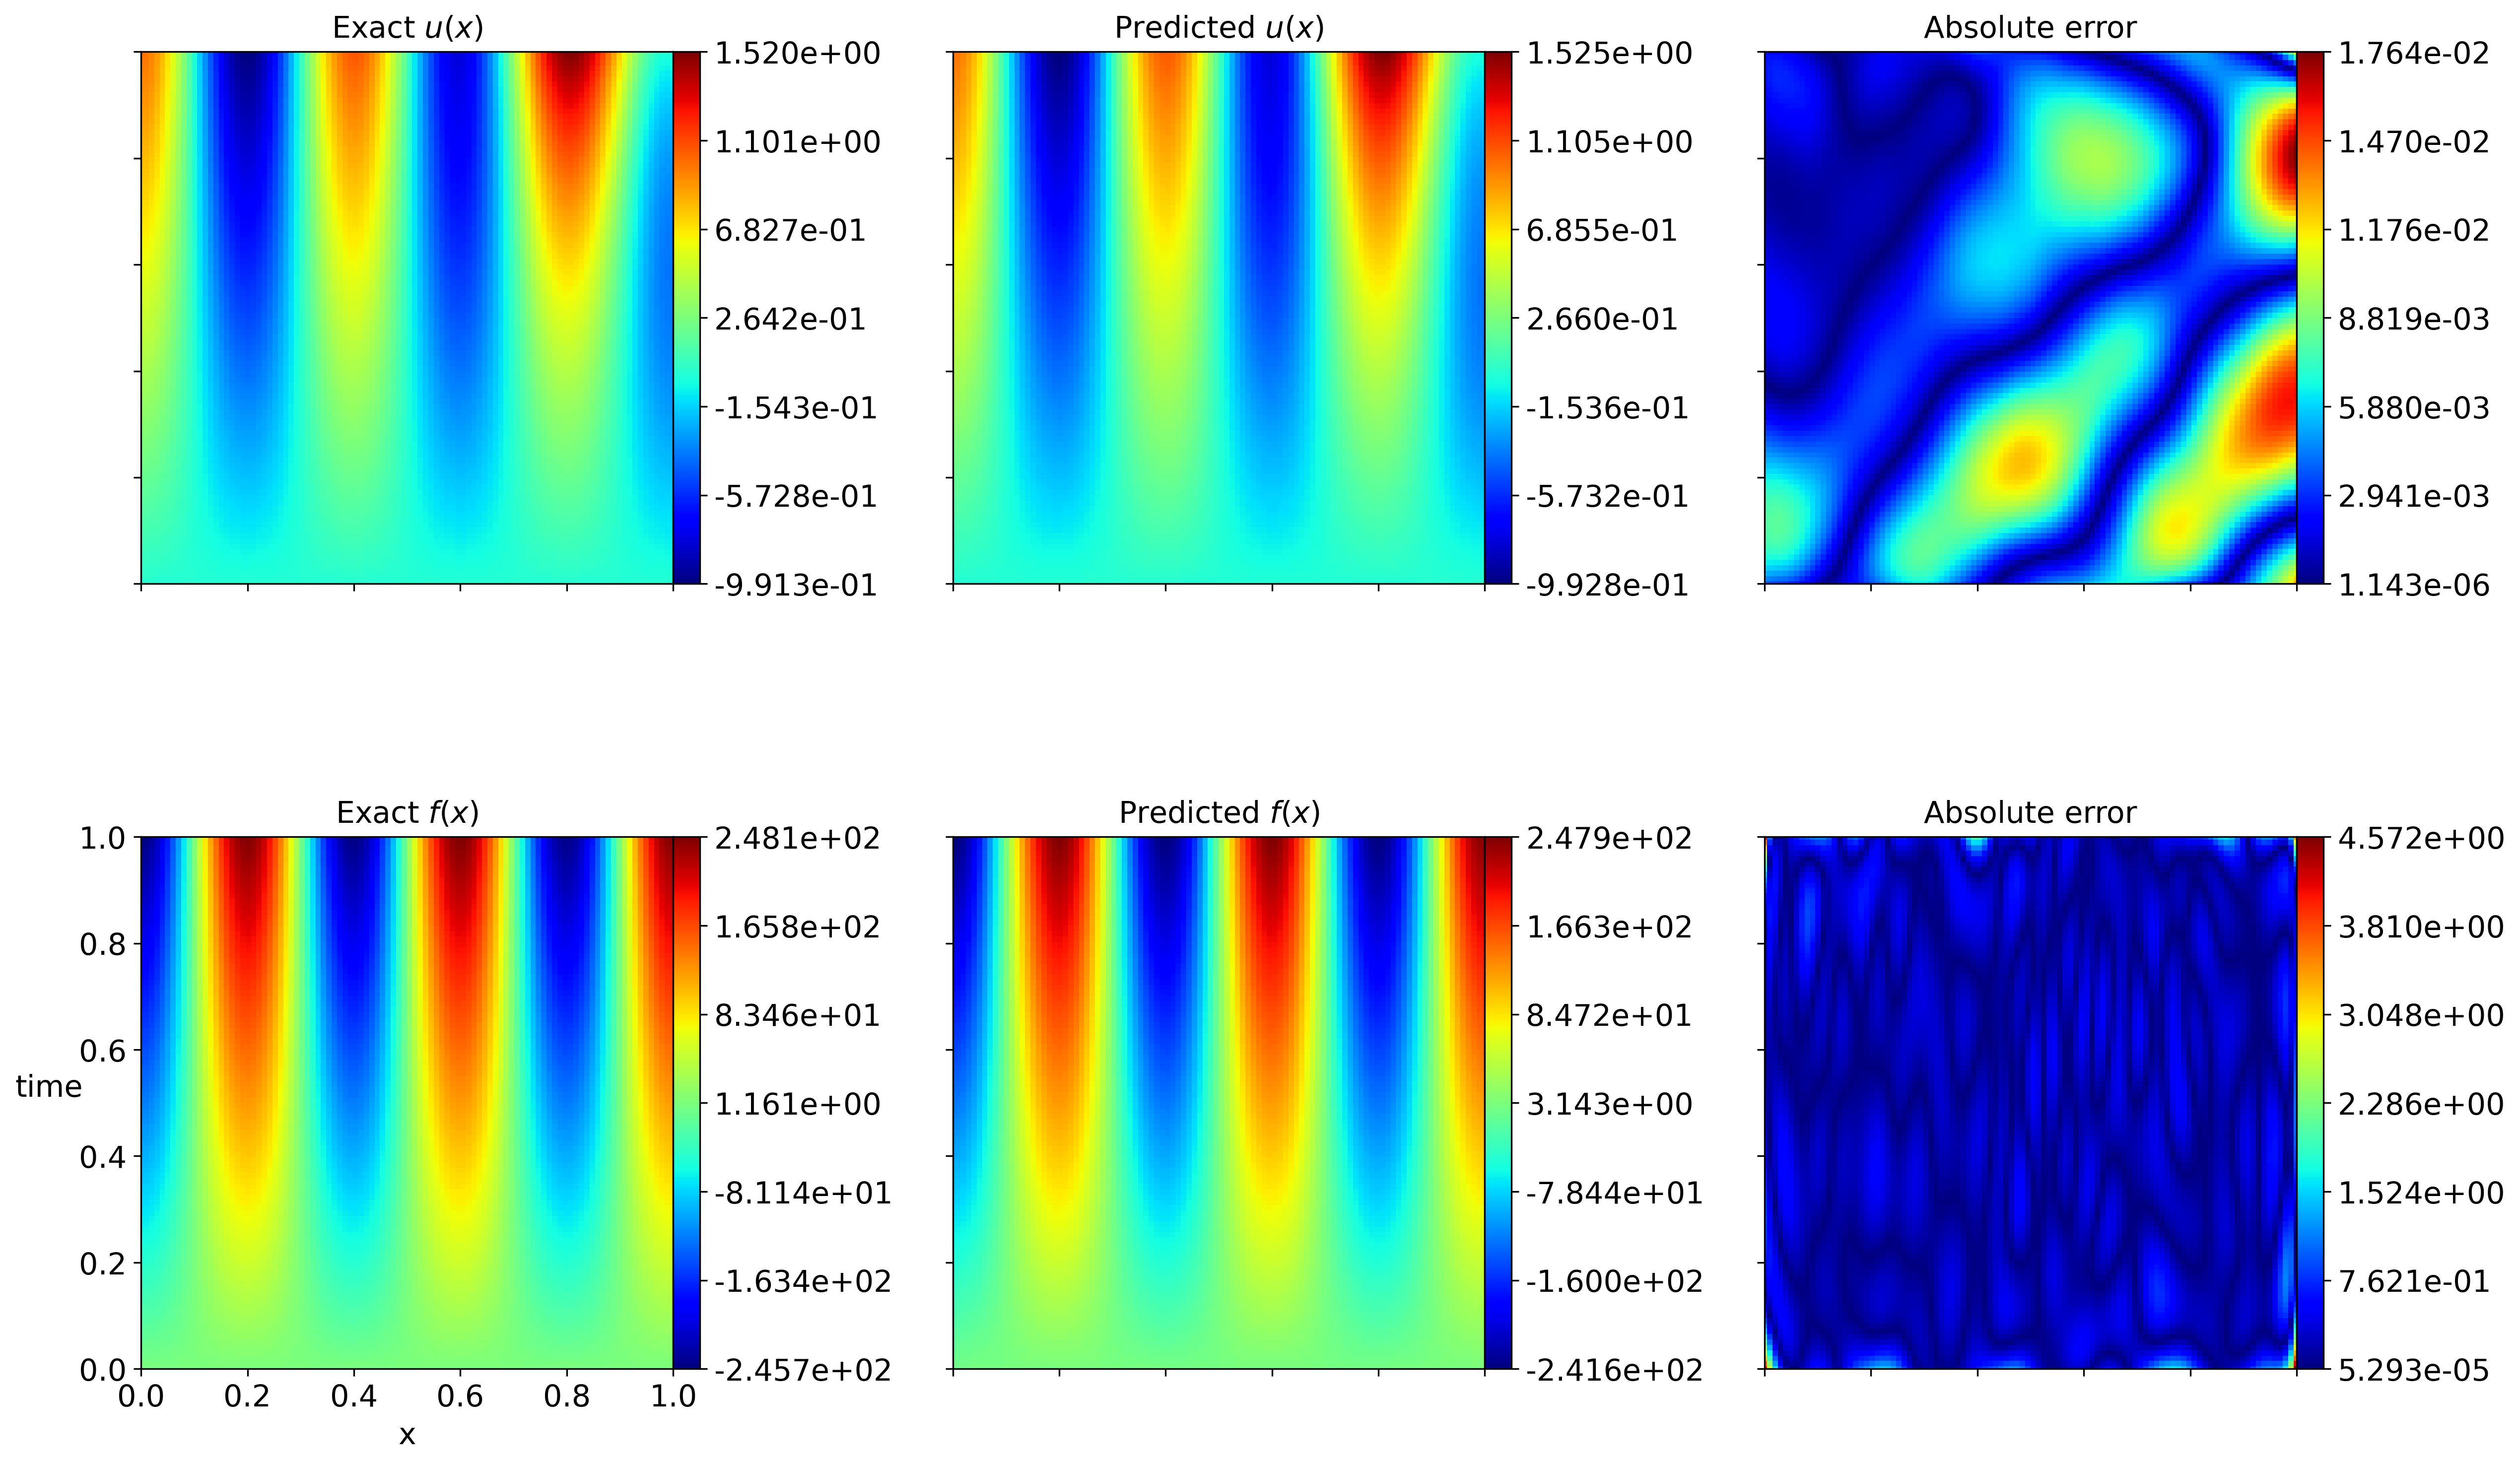 Exact u(x)
1.520e+00
1.101e+00
6.827e-01
2.642e-01
-1.543e-01
-5.728e-01
-9.913e-01
Predicted u(x)
1.525e+00
1.105e+00
6.855e-01
2.660e-01
-1.536e-01
-5.732e-01
-9.928e-01
Absolute error
1.764e-02
1.470e-02
1.176e-02
8.819e-03
5.880e-03
2.941e-03
1.143e-06
Exact f(x)
1.0
0.8
0.6
time
0.4
0.2
0.0
0.0 0.2 0.4 0.6 0.8 1.0
x
2.481e+02
1.658e+02
8.346e+01
1.161e+00
-8.114e+01
-1.634e+02
-2.457e+02
Predicted f(x)
2.479e+02
1.663e+02
8.472e+01
3.143e+00
-7.844e+01
-1.600e+02
-2.416e+02
Absolute error
4.572e+00
3.810e+00
3.048e+00
2.286e+00
1.524e+00
7.621e-01
5.293e-05